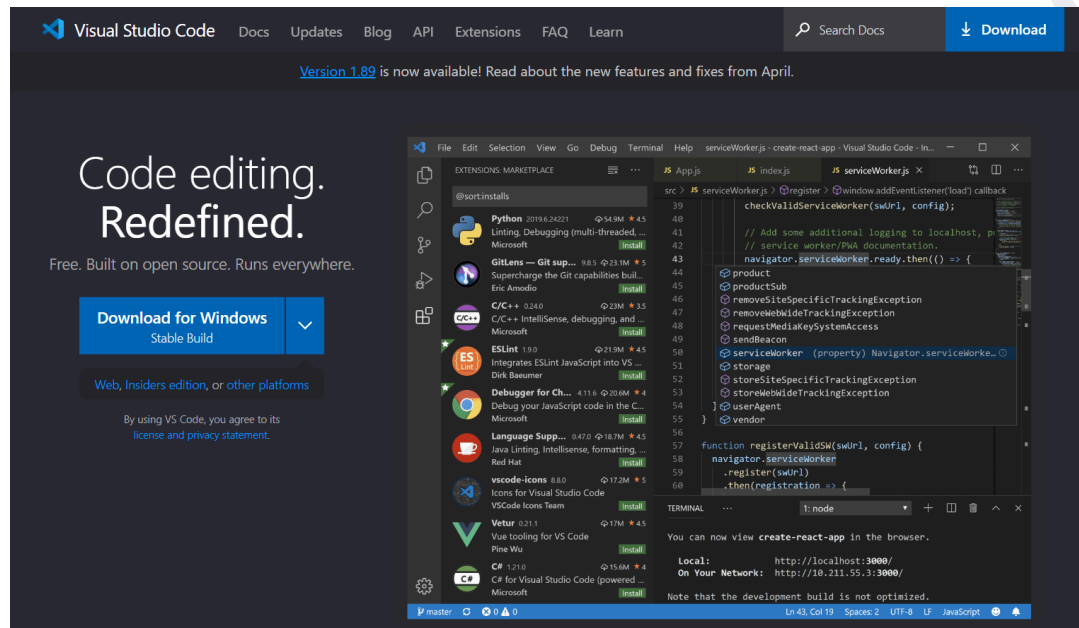 Visual Studio Code Docs Updates Blog API Extensions FAQ Learn Search Docs Download
Version 1.89 is now available! Read about the new features and fixes from April.
Code editing.
Redefined.
Free. Built on open source. Runs everywhere.
Download for Windows
Stable Build
Web, Insiders edition, or other platforms
By using VS Code, you agree to its
license and privacy statement.
File Edit Selection View Go Debug Terminal Help serviceWorker.js - create-react-app - Visual Studio Code - In...
EXTENSIONS: MARKETPLACE
@sort:installs
Python 2019.6.24221 54.9M ★ 4.5
Linting, Debugging (multi-threaded, ...
Microsoft Install
GitLens — Git sup... 9.8.5 23.1M ★ 5
Supercharge the Git capabilities buil...
Eric Amodio Install
C/C++ 0.24.0 23M ★ 3.5
C/C++ C/C++ IntelliSense, debugging, and ...
Microsoft Install
ESLint 1.9.0 21.9M ★ 4.5
ES Lint Integrates ESLint JavaScript into VS ...
Dirk Baeumer Install
Debugger for Ch... 4.11.6 20.6M ★ 4
Debug your JavaScript code in the C...
Microsoft Install
Language Supp... 0.47.0 18.7M ★ 4.5
Java Linting, Intellisense, formatting, ...
Red Hat Install
vscode-icons 8.8.0 17.2M ★ 5
Icons for Visual Studio Code
VSCode Icons Team Install
Vetur 0.21.1 17M ★ 4.5
Vue tooling for VS Code
Pine Wu Install
C# 1.21.0 15.6M ★ 4
C# C# for Visual Studio Code (powered ...
Microsoft Install
JS App.js JS index.js JS serviceWorker.js ×
src > JS serviceWorker.js > register > window.addEventListener('load') callback
39 checkValidServiceWorker(swUrl, config);
40
41 // Add some additional logging to localhost, p
42 // service worker/PWA documentation.
43 navigator.serviceWorker.ready.then(() => {
44 product
45 productSub
46 removeSiteSpecificTrackingException
47 removeWebWideTrackingException
48 requestMediaKeySystemAccess
49 sendBeacon
50 serviceWorker (property) Navigator.serviceWorke...
51 storage
52 storeSiteSpecificTrackingException
53 storeWebWideTrackingException
54 ] userAgent
55 } vendor
56
57 function registerValidSW(swUrl, config) {
58 navigator.serviceWorker
59 .register(swUrl)
60 .then(registration => {
TERMINAL ... 1: node
You can now view create-react-app in the browser.
Local: http://localhost:3000/
On Your Network: http://10.211.55.3:3000/
Note that the development build is not optimized.
master 0 0 Ln 43, Col 19 Spaces: 2 UTF-8 LF JavaScript